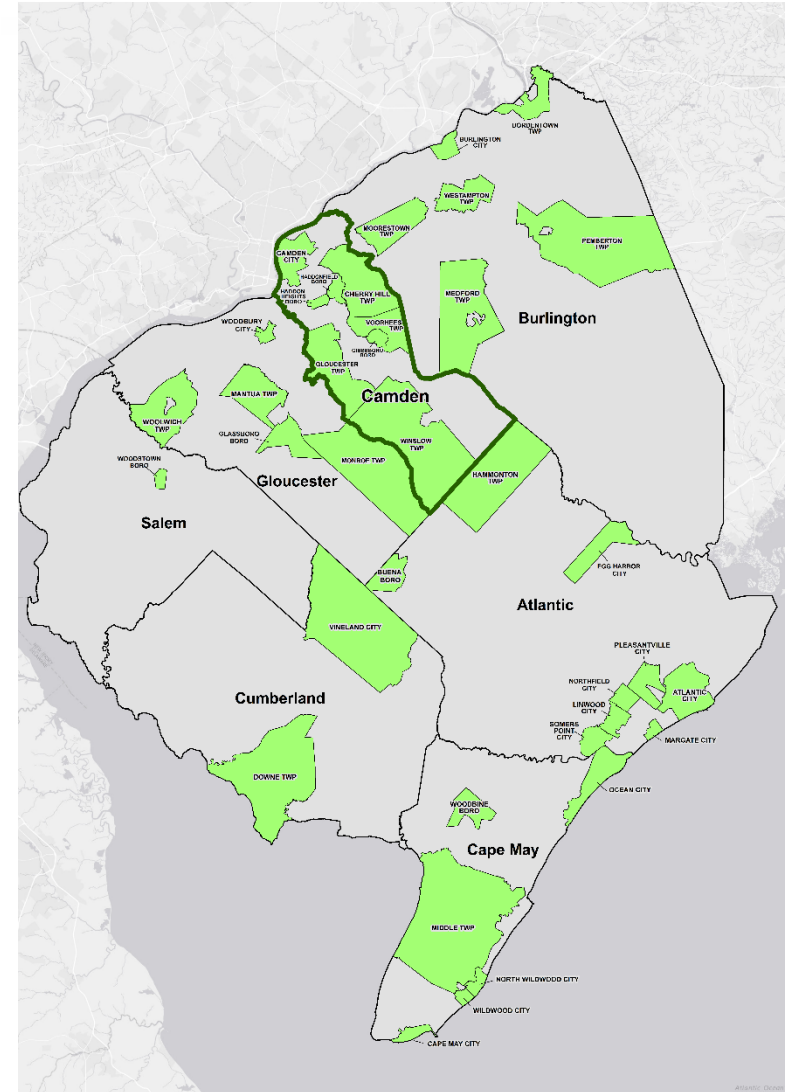 BORDENTOWN
TWP
BURLINGTON
CITY
WESTAMPTON
TWP
MOORESTOWN
TWP
PEMBERTON
TWP
CAMDEN
CITY
HADDONFIELD
BORO
HADDON
HEIGHTS
BORO
CHERRY HILL
TWP
MEDFORD
TWP
Burlington
VOORHEES
TWP
WOODBURY
CITY
GIBBSBORO
BORO
GLOUCESTER
TWP
Camden
MANTUA TWP
WOOLWICH
TWP
GLASSBORO
BORO
WINSLOW
TWP
MONROE TWP
WOODSTOWN
BORO
HAMMONTON
TWP
Gloucester
Salem
EGG HARBOR
CITY
BUENA
BORO
Atlantic
VINELAND CITY
PLEASANTVILLE
CITY
NORTHFIELD
CITY
ATLANTIC
CITY
Cumberland
LINWOOD
CITY
SOMERS
POINT
CITY
MARGATE CITY
DOWNE TWP
OCEAN CITY
WOODBINE
BORO
Cape May
MIDDLE TWP
NORTH WILDWOOD CITY
WILDWOOD CITY
CAPE MAY CITY
Atlantic Ocean